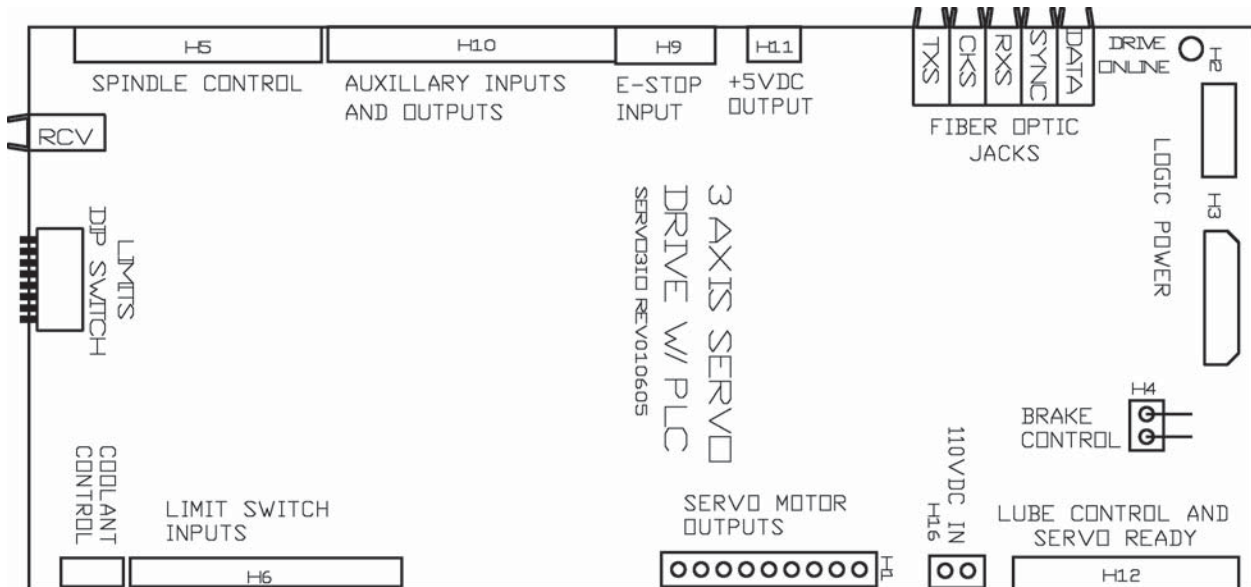 H5
SPINDLE CONTROL
H10
AUXILLARY INPUTS
AND OUTPUTS
H9
E-STOP
INPUT
H11
+5VDC
OUTPUT
TXS
CKS
RXS
SYNC
DATA
FIBER OPTIC
JACKS
DRIVE
ONLINE
H2
LOGIC POWER
H3
RCV
LIMITS
DIP SWITCH
3 AXIS SERVO
DRIVE W/ PLC
SERVO3IO REV010605
H4
BRAKE
CONTROL
COOLANT
CONTROL
LIMIT SWITCH
INPUTS
H6
SERVO MOTOR
OUTPUTS
H1
110VDC IN
H16
LUBE CONTROL AND
SERVO READY
H12